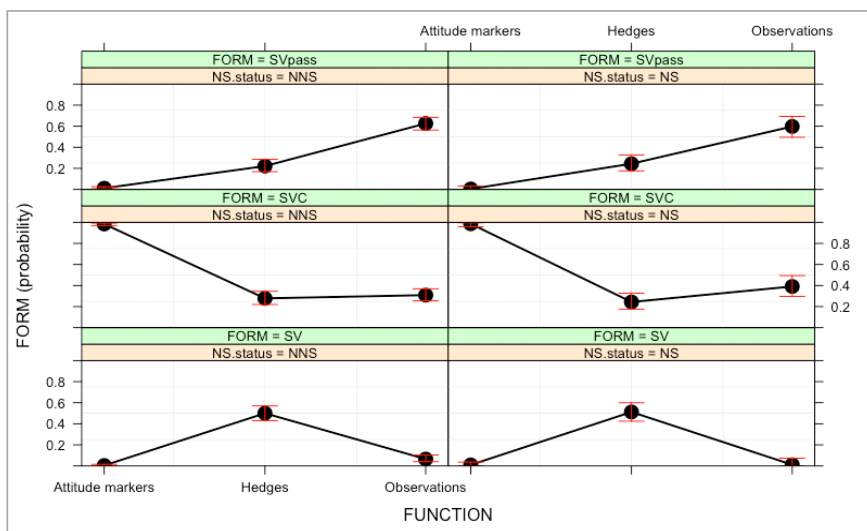 Attitude markers Hedges Observations
FORM = SVpass FORM = SVpass
NS.status = NNS NS.status = NS
0.8
0.6
0.4
0.2
FORM = SVC FORM = SVC
NS.status = NNS NS.status = NS
0.8
0.6
0.4
0.2
FORM = SV FORM = SV
NS.status = NNS NS.status = NS
0.8
0.6
0.4
0.2
FORM (probability)
Attitude markers Hedges Observations
FUNCTION